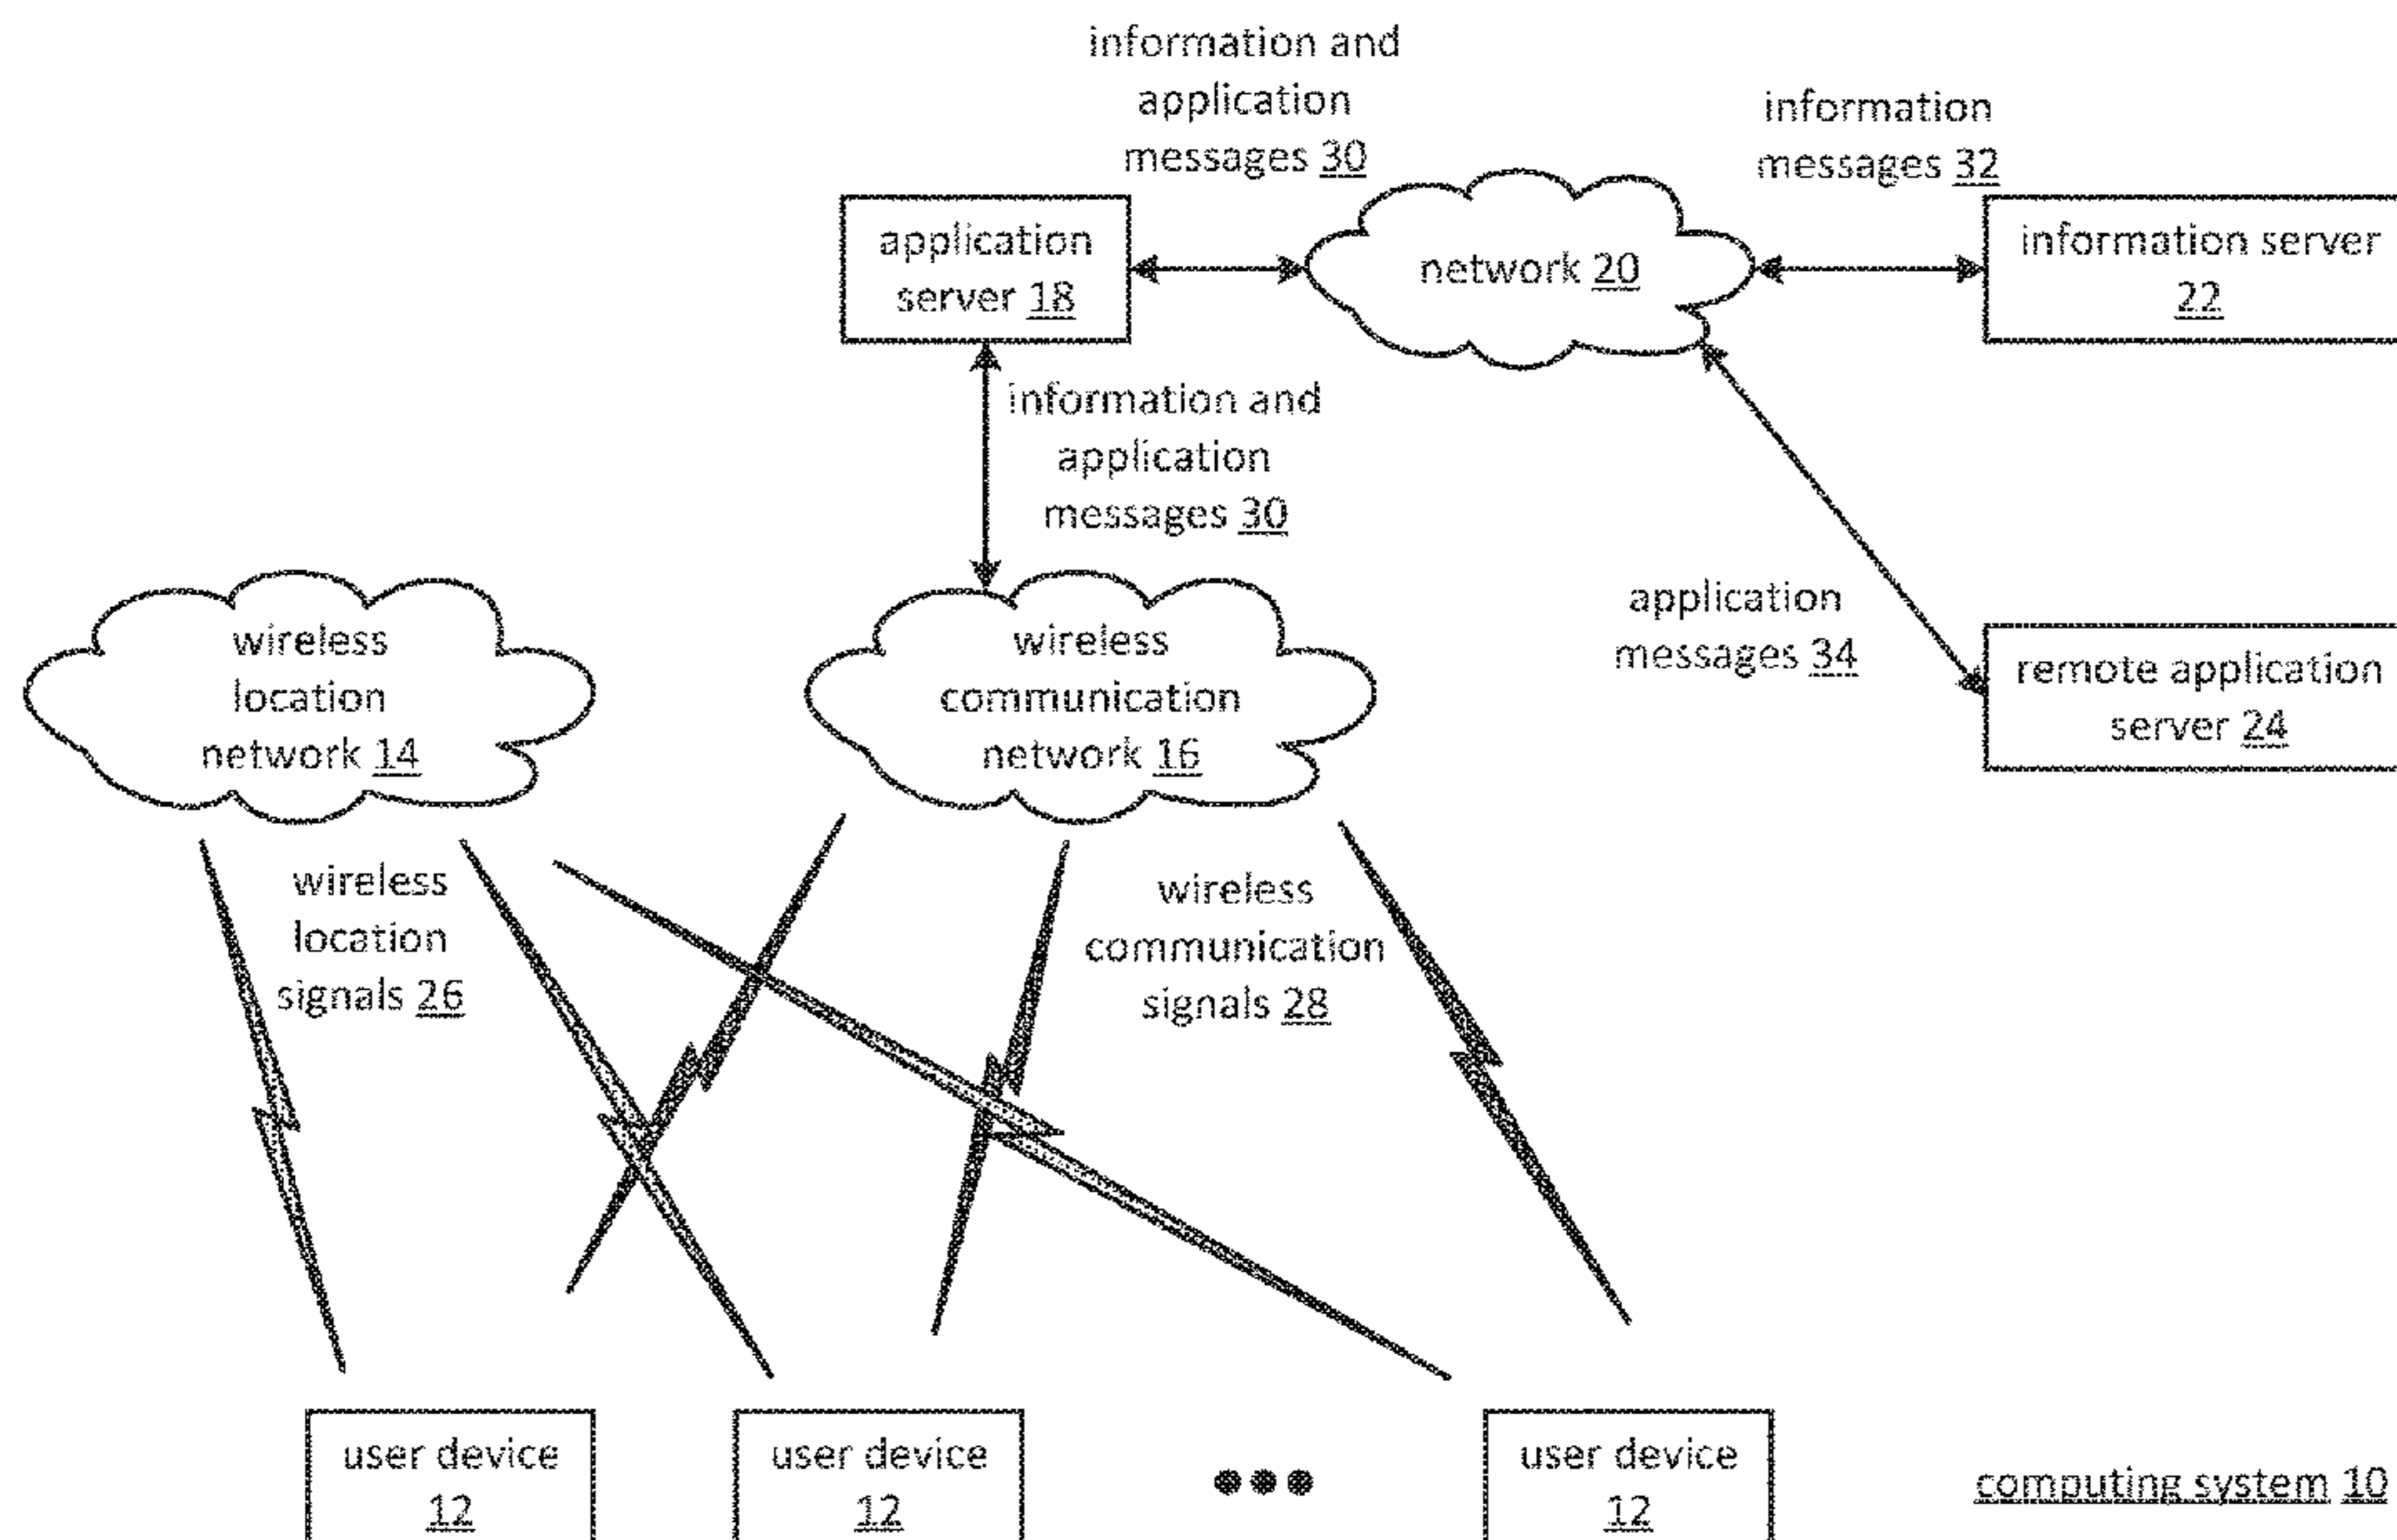 information and
application
messages 30
information
messages 32
application
server 18
network 20
information server
22
information and
application
messages 30
application
messages 34
remote application
server 24
wireless
location
network 14
wireless
communication
network 16
wireless
location
signals 26
wireless
communication
signals 28
user device
12
user device
12
user device
12
computing system 10